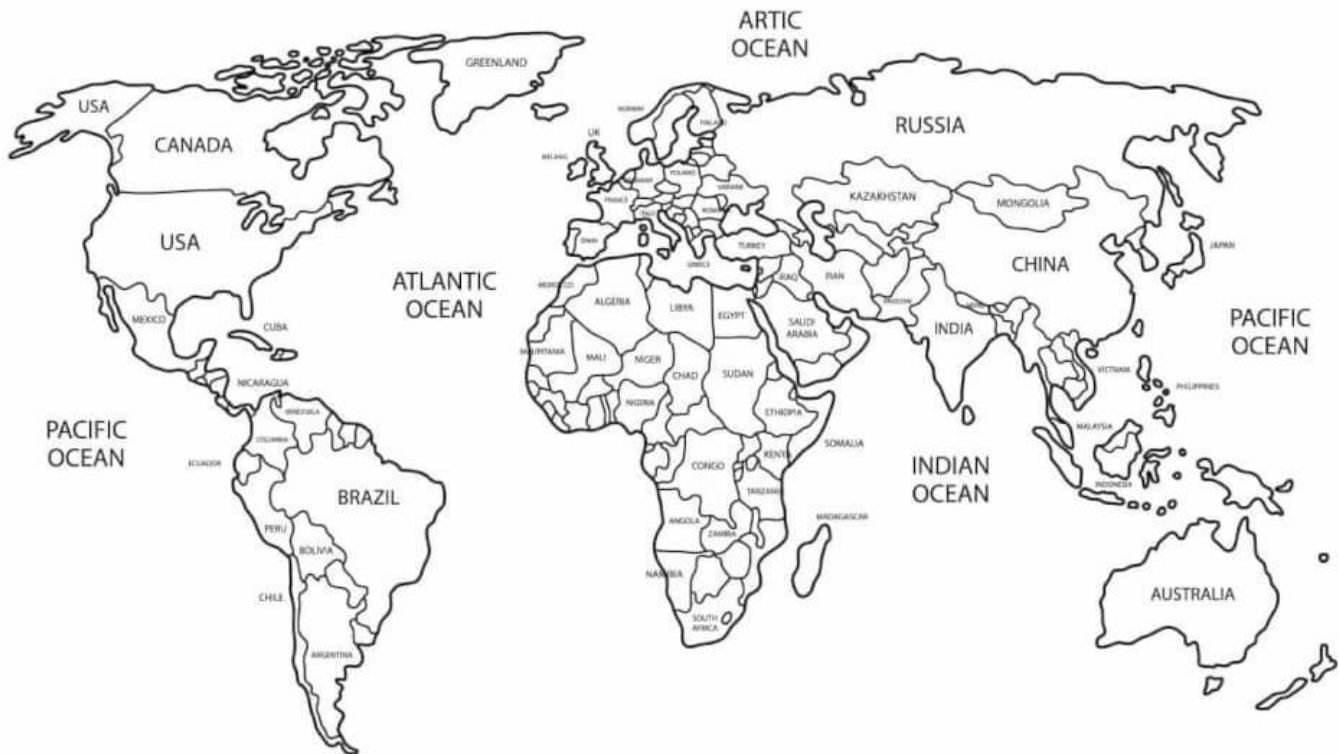 ARTIC
OCEAN
GREENLAND
USA
CANADA
NORWAY
FINLAND
RUSSIA
UK
POLAND
UKRAINE
FRANCE
KAZAKHSTAN
MONGOLIA
USA
SPAIN
ITALY
TURKEY
GREECE
CHINA
JAPAN
ATLANTIC
OCEAN
MOROCCO
ALGERIA
LIBYA
EGYPT
IRAQ
IRAN
SAUDI
ARABIA
NEPAL
INDIA
MEXICO
CUBA
PACIFIC
OCEAN
MALI
NIGER
CHAD
SUDAN
VIETNAM
PHILIPPINES
NICARAGUA
VENEZUELA
NIGERIA
ETHIOPIA
PACIFIC
OCEAN
COLUMBIA
ECUADOR
SOMALIA
MALAYSIA
CONGO
KENYA
INDIAN
OCEAN
INDONESIA
BRAZIL
TANZANIA
PERU
BOLIVIA
ANGOLA
ZAMBIA
MADAGASCAR
NAMIBIA
CHILE
AUSTRALIA
SOUTH
AFRICA
ARGENTINA